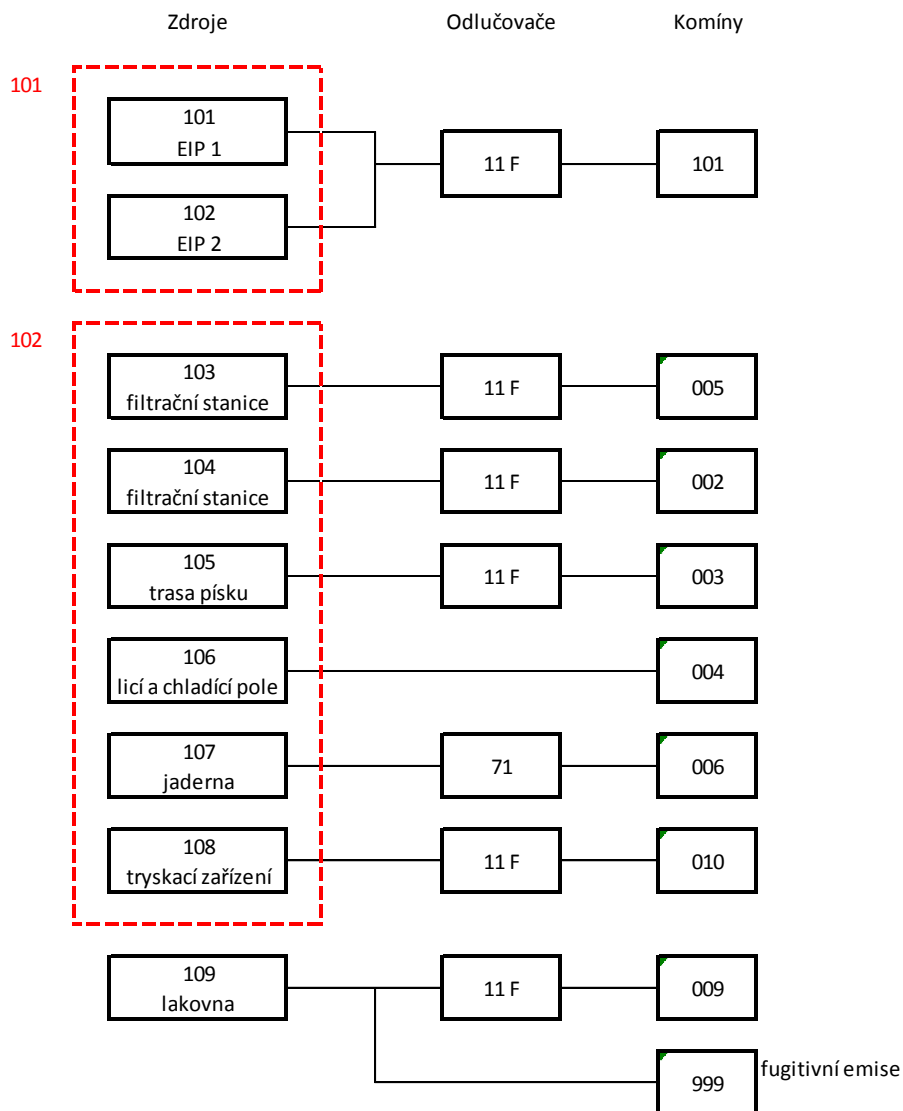 Zdroje Odlučovače Komíny
101
101
EIP 1
11 F
101
102
EIP 2
102
103
filtrační stanice
11 F
005
104
filtrační stanice
11 F
002
105
trasa písku
11 F
003
106
licí a chladící pole
004
107
jaderna
71
006
108
tryskací zařízení
11 F
010
109
lakovna
11 F
009
999
fugitivní emise